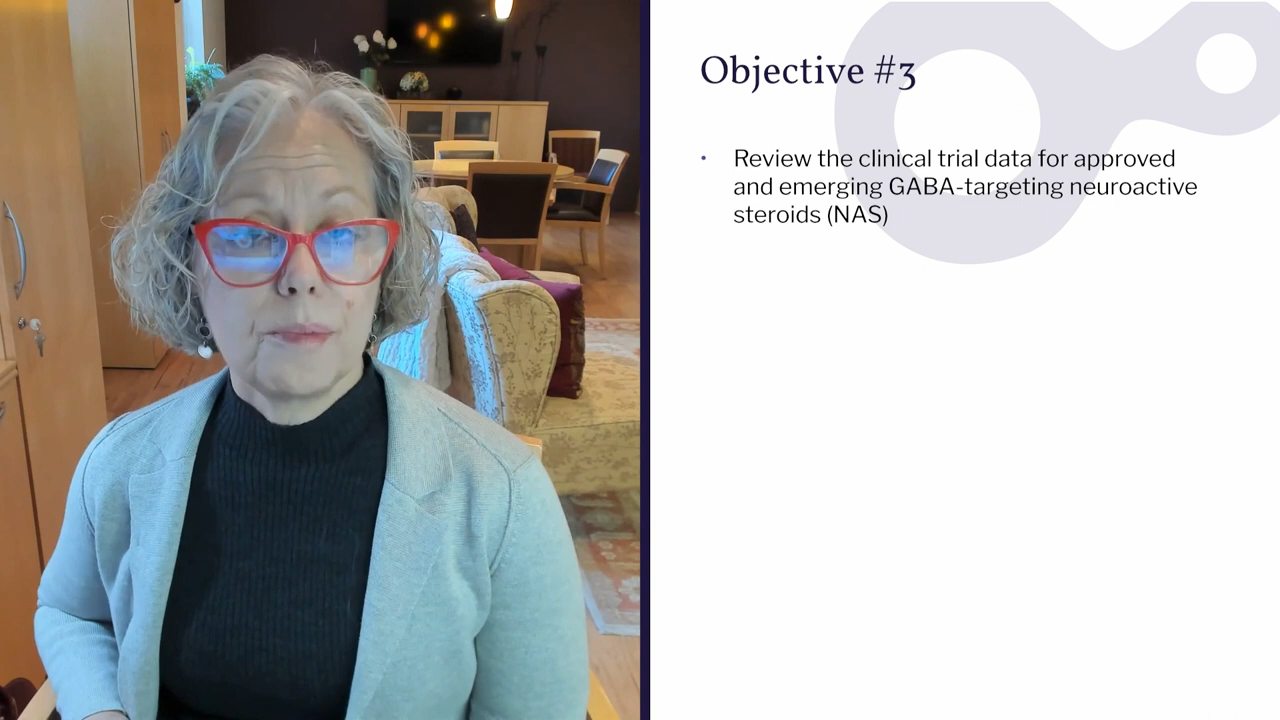 Objective #3
• Review the clinical trial data for approved
and emerging GABA-targeting neuroactive
steroids (NAS)